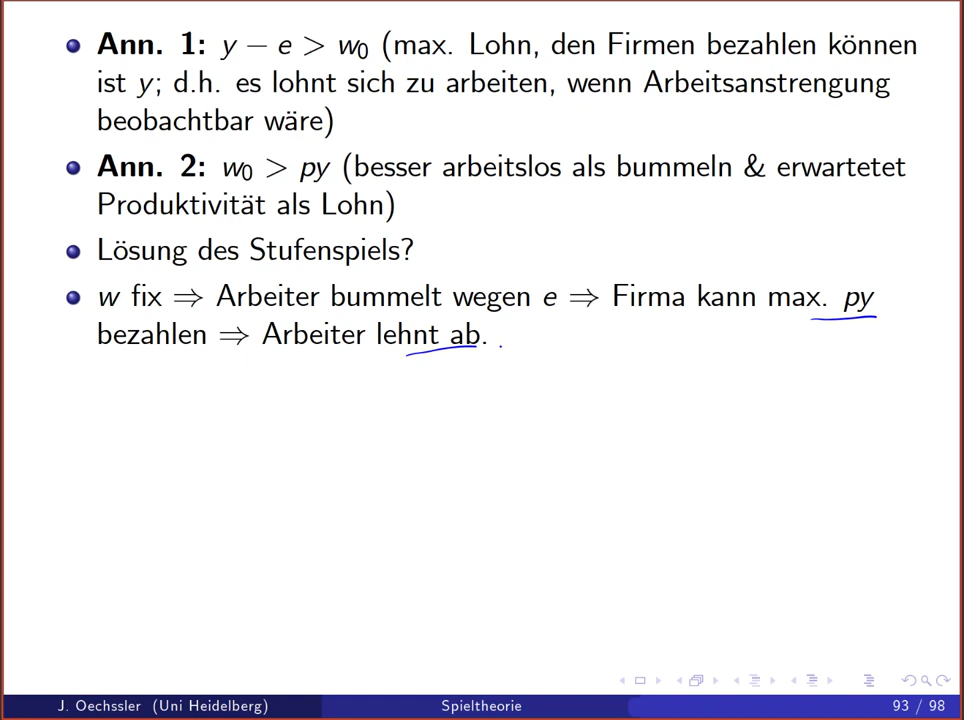 Ann. 1: y − e > w₀ (max. Lohn, den Firmen bezahlen können
ist y; d.h. es lohnt sich zu arbeiten, wenn Arbeitsanstrengung
beobachtbar wäre)
Ann. 2: w₀ > py (besser arbeitslos als bummeln & erwartetet
Produktivität als Lohn)
Lösung des Stufenspiels?
w fix ⇒ Arbeiter bummelt wegen e ⇒ Firma kann max. py
bezahlen ⇒ Arbeiter lehnt ab.
J. Oechssler (Uni Heidelberg) Spieltheorie 93 / 98